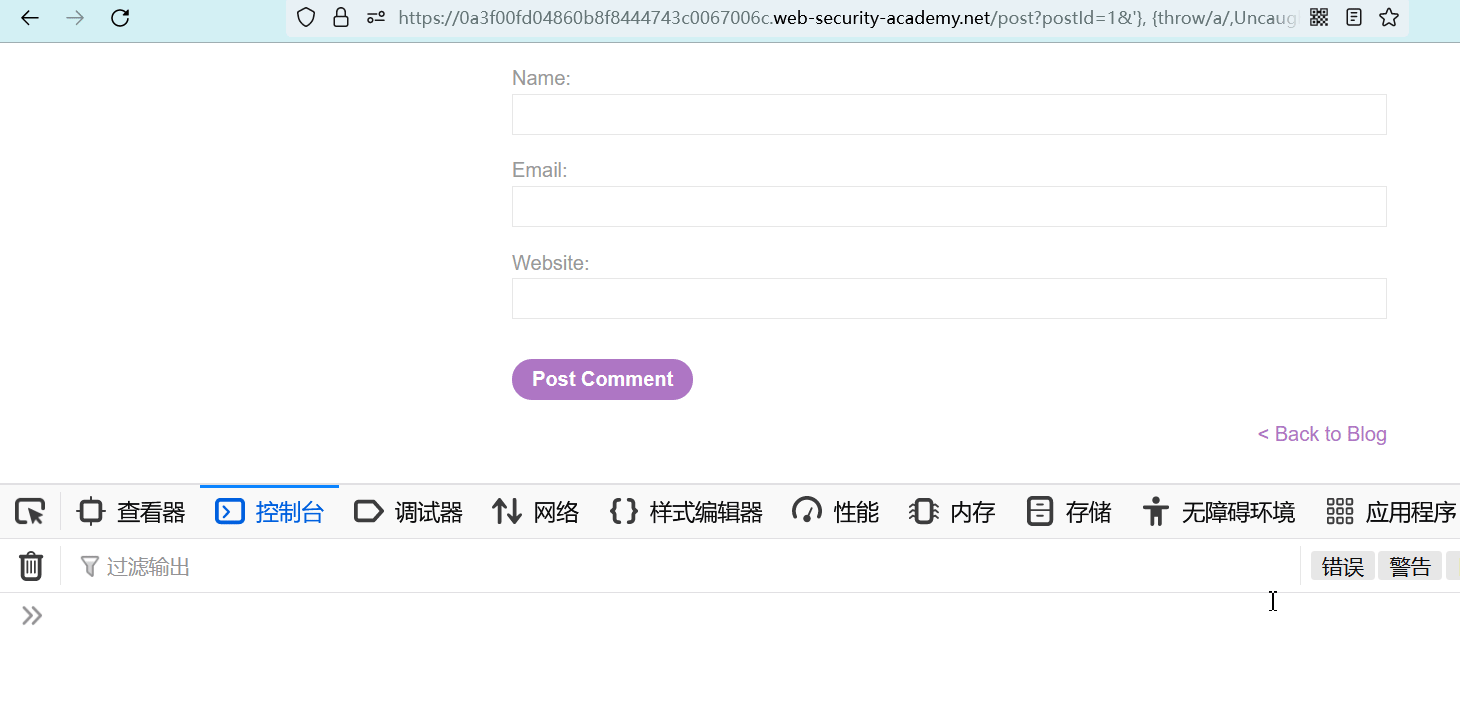 https://0a3f00fd04860b8f8444743c0067006c.web-security-academy.net/post?postId=1&'}, {throw/a/,Uncaug
Name:
Email:
Website:
Post Comment
< Back to Blog
查看器 控制台 调试器 网络 样式编辑器 性能 内存 存储 无障碍环境 应用程序
过滤输出 错误 警告